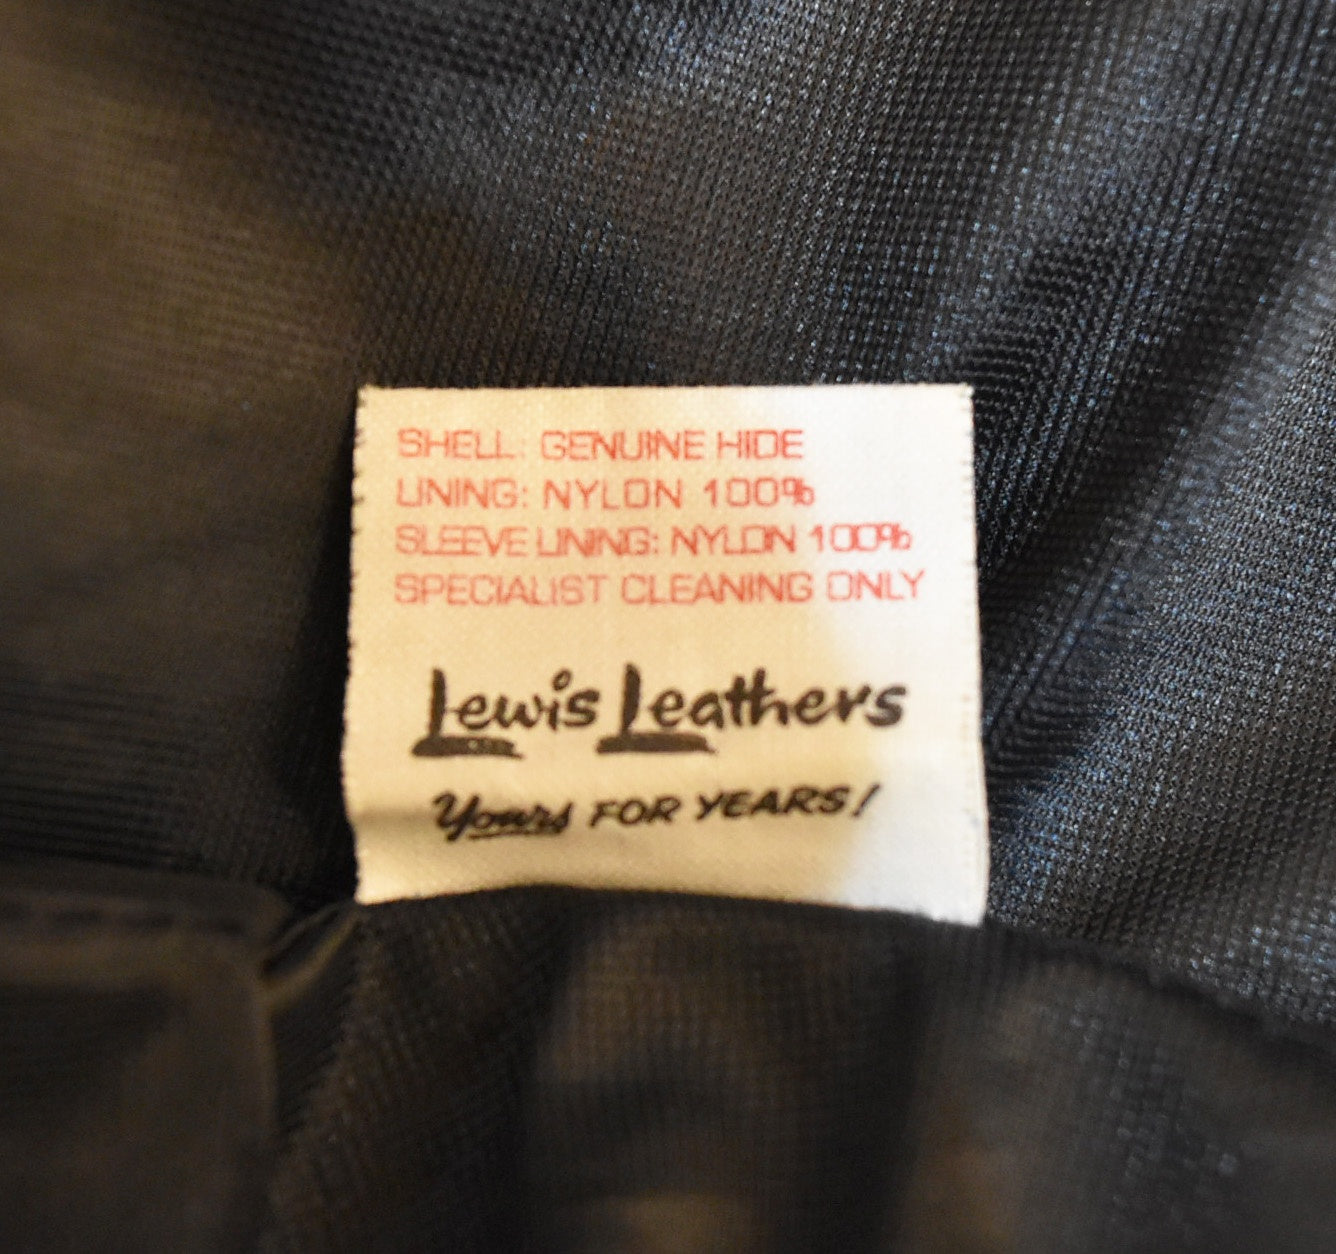 SHELL: GENUINE HIDE
LINING: NYLON 100%
SLEEVE LINING: NYLON 100%
SPECIALIST CLEANING ONLY
Lewis Leathers
Yours FOR YEARS!